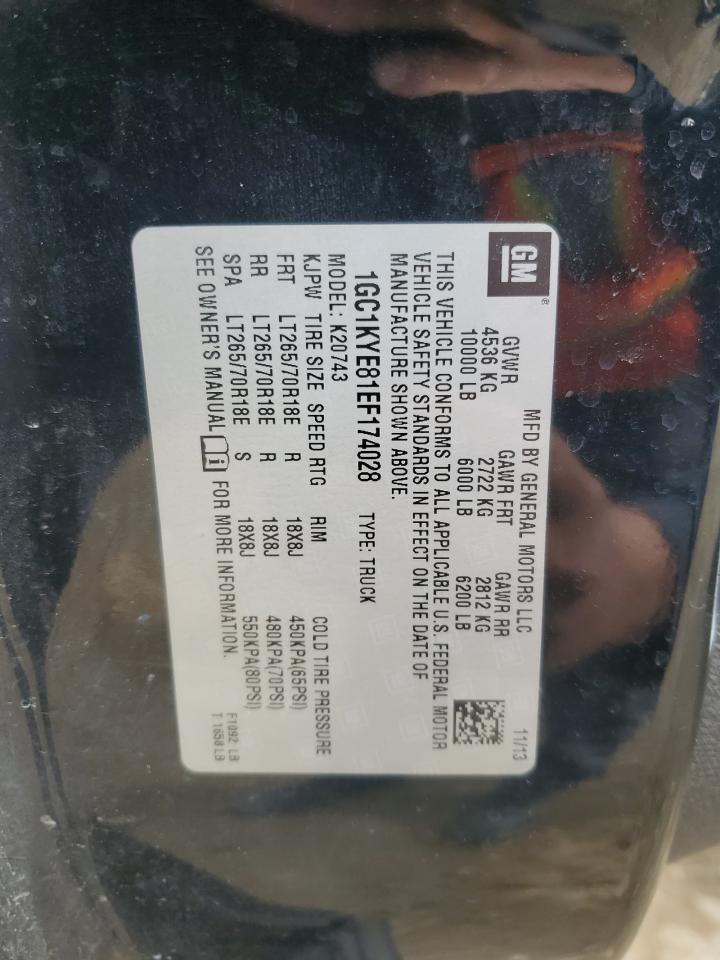 GM ®
MFD BY GENERAL MOTORS LLC 11/13
GVWR GAWR FRT GAWR RR
4536 KG 2722 KG 2812 KG
10000 LB 6000 LB 6200 LB
THIS VEHICLE CONFORMS TO ALL APPLICABLE U.S. FEDERAL MOTOR
VEHICLE SAFETY STANDARDS IN EFFECT ON THE DATE OF
MANUFACTURE SHOWN ABOVE.
1GC1KYE81EF174028 TYPE: TRUCK
MODEL: K20743
KJPW TIRE SIZE SPEED RTG RIM COLD TIRE PRESSURE
FRT LT265/70R18E R 18X8J 450KPA(65PSI)
RR LT265/70R18E R 18X8J 480KPA(70PSI)
SPA LT265/70R18E S 18X8J 550KPA(80PSI)
SEE OWNER'S MANUAL i FOR MORE INFORMATION.
F1092 LB
T 1658 LB